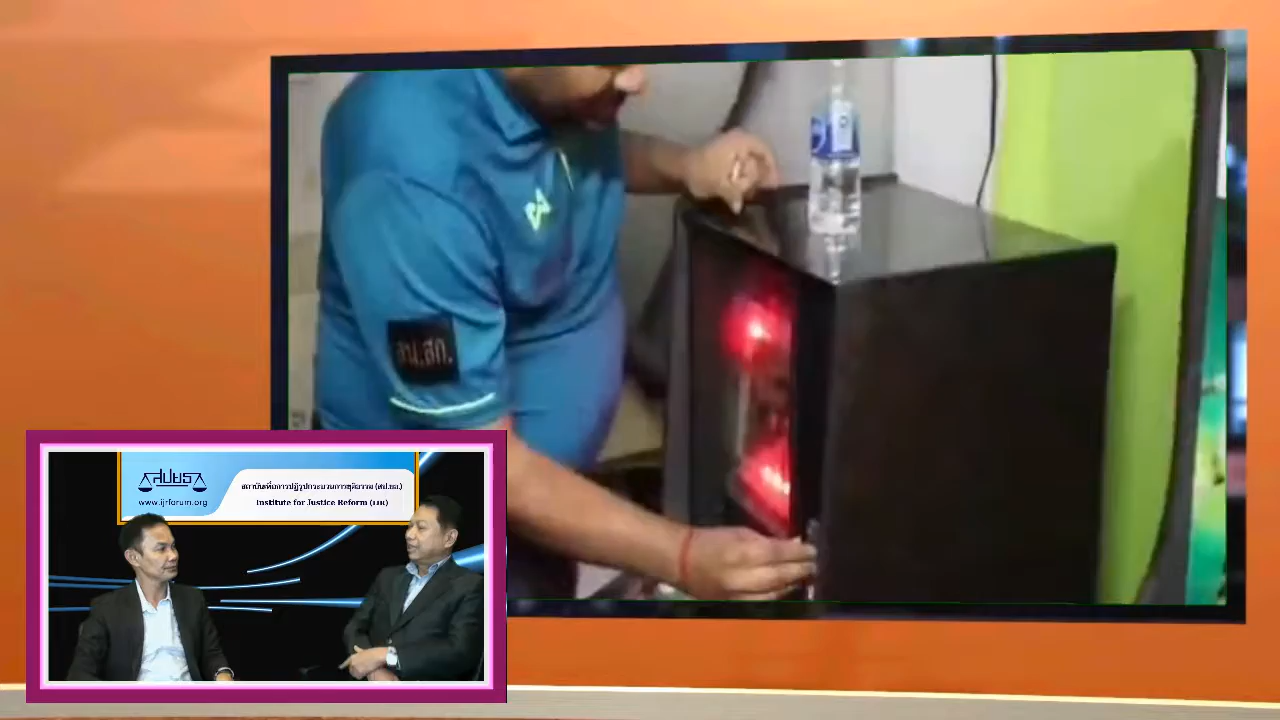 สน.สก.
สปยธ
www.ijrforum.org
สถาบันเพื่อการปฏิรูปกระบวนการยุติธรรม (สป.ยธ.)
Institute for Justice Reform (IJR)